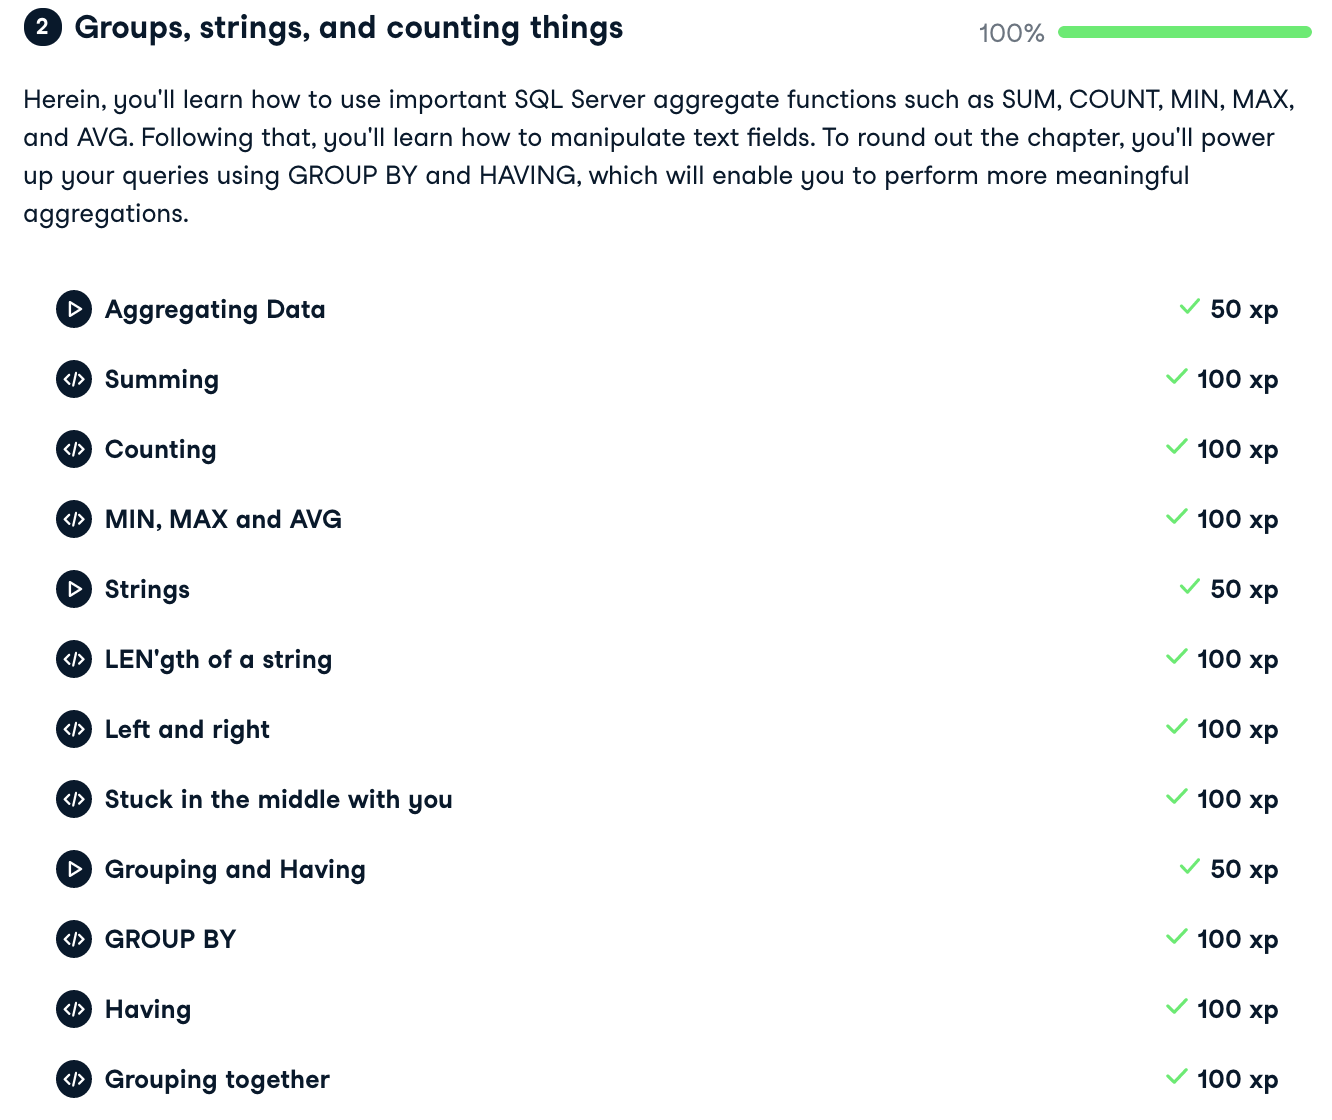 2 Groups, strings, and counting things 100%
Herein, you'll learn how to use important SQL Server aggregate functions such as SUM, COUNT, MIN, MAX,
and AVG. Following that, you'll learn how to manipulate text fields. To round out the chapter, you'll power
up your queries using GROUP BY and HAVING, which will enable you to perform more meaningful
aggregations.
Aggregating Data 50 xp
</> Summing 100 xp
</> Counting 100 xp
</> MIN, MAX and AVG 100 xp
Strings 50 xp
</> LEN'gth of a string 100 xp
</> Left and right 100 xp
</> Stuck in the middle with you 100 xp
Grouping and Having 50 xp
</> GROUP BY 100 xp
</> Having 100 xp
</> Grouping together 100 xp